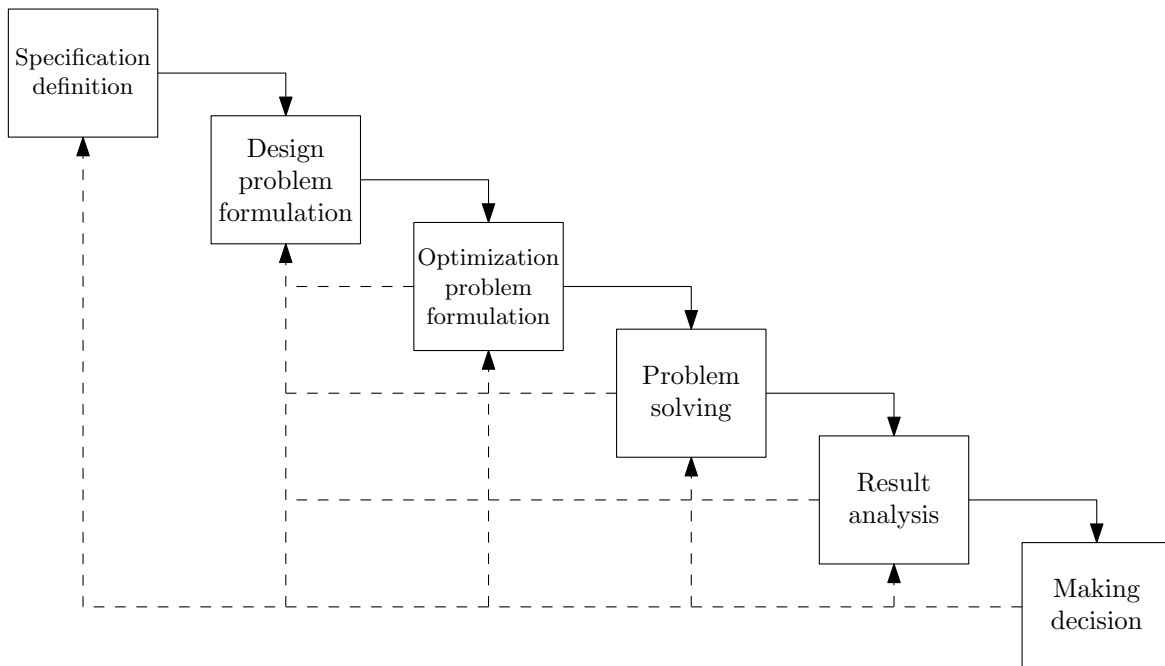 Specification
definition
Design
problem
formulation
Optimization
problem
formulation
Problem
solving
Result
analysis
Making
decision